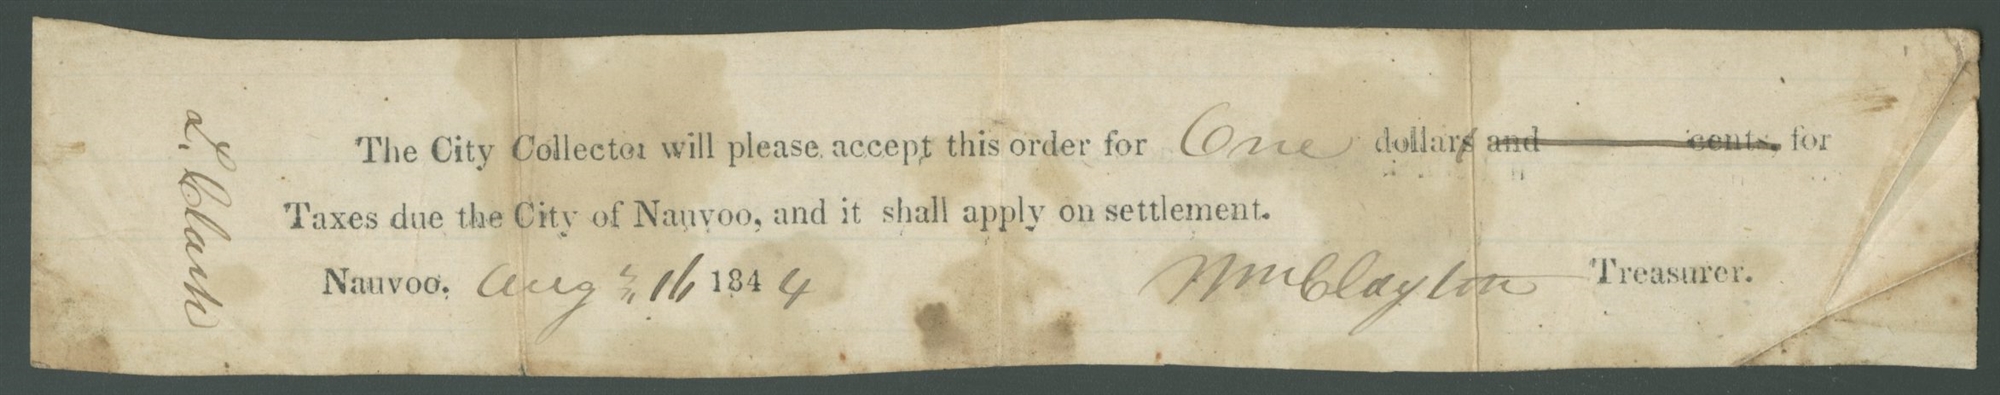 L. Clark
The City Collector will please accept this order for One dollar and cents, for
Taxes due the City of Nauvoo, and it shall apply on settlement.
Nauvoo. Aug 16 1844 Wm Clayton Treasurer.